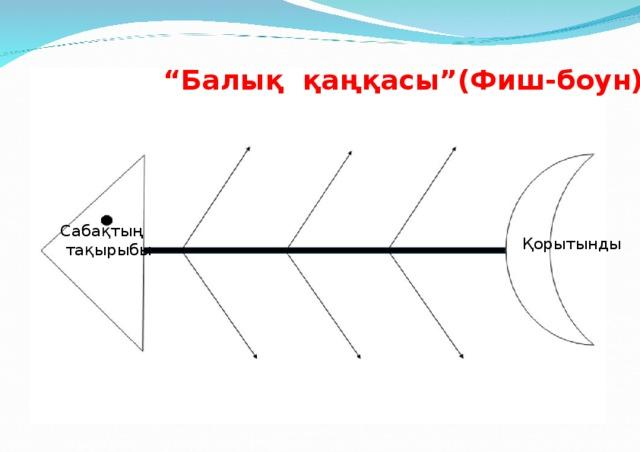 “Балық қаңқасы”(Фиш-боун)
Сабақтың
тақырыбы
Қорытынды